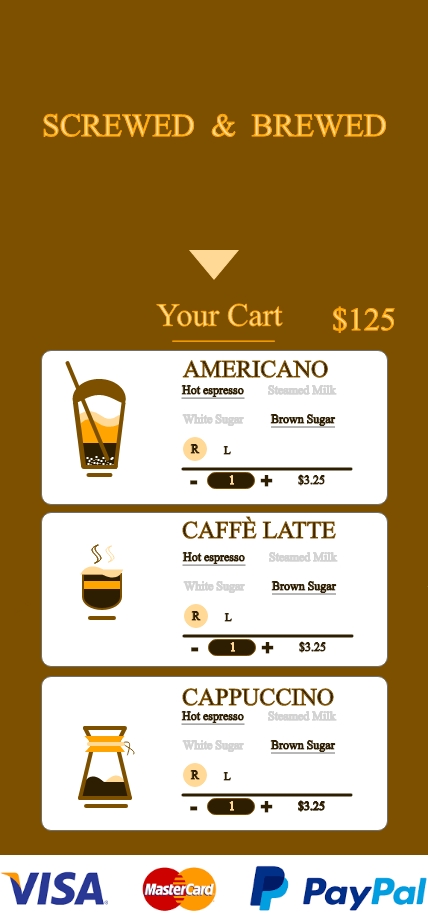 SCREWED & BREWED
Your Cart $125
AMERICANO
Hot espresso Steamed Milk
White Sugar Brown Sugar
R L
- 1 + $3.25
CAFFÈ LATTE
Hot espresso Steamed Milk
White Sugar Brown Sugar
R L
- 1 + $3.25
CAPPUCCINO
Hot espresso Steamed Milk
White Sugar Brown Sugar
R L
- 1 + $3.25
VISA MasterCard PayPal